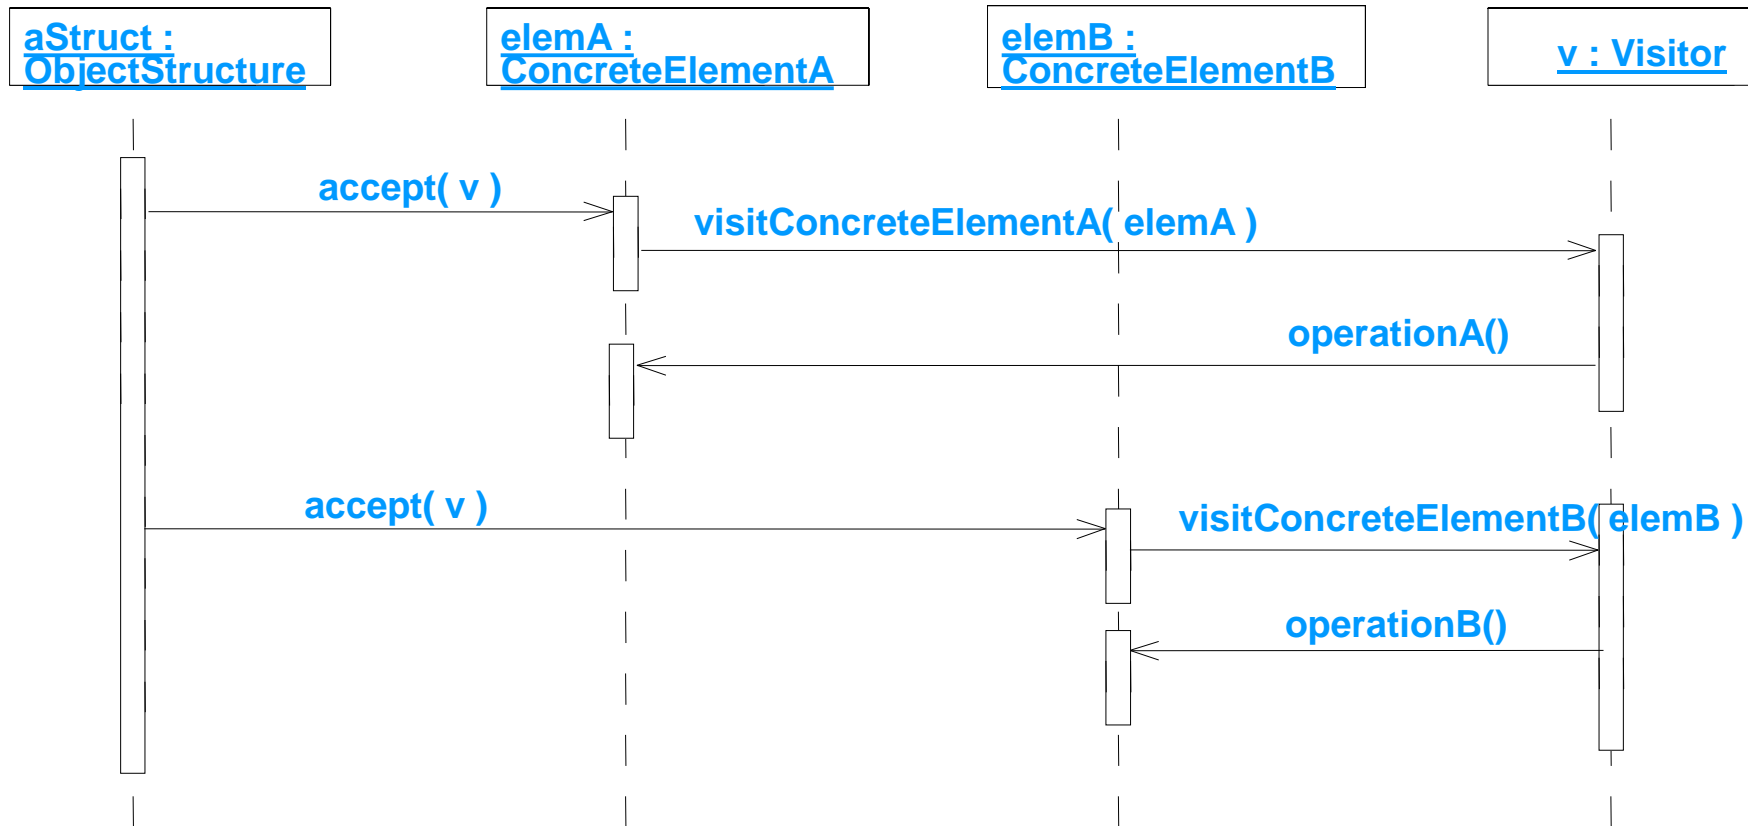 aStruct :
ObjectStructure
elemA :
ConcreteElementA
elemB :
ConcreteElementB
v : Visitor
accept( v )
visitConcreteElementA( elemA )
operationA()
accept( v )
visitConcreteElementB( elemB )
operationB()